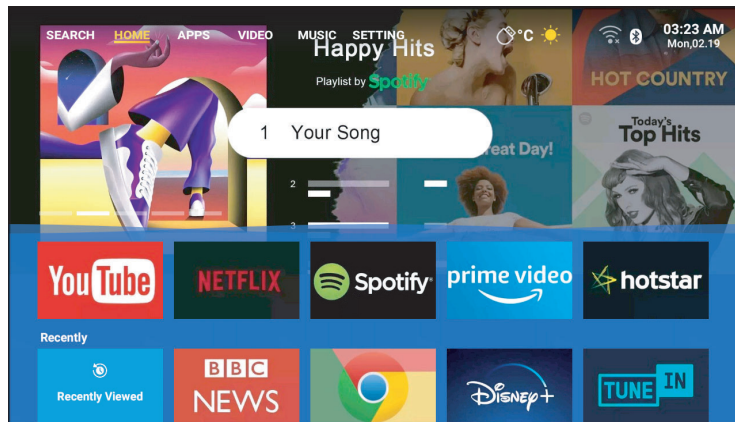 SEARCH HOME APPS VIDEO MUSIC SETTING °C 03:23 AM
Mon,02.19
Happy Hits
Playlist by Spotify
HOT COUNTRY
1 Your Song
Today's
Top Hits
reat Day!
2
3
YouTube NETFLIX Spotify prime video hotstar
Recently
Recently Viewed
BBC
NEWS
Disney+
TUNE IN